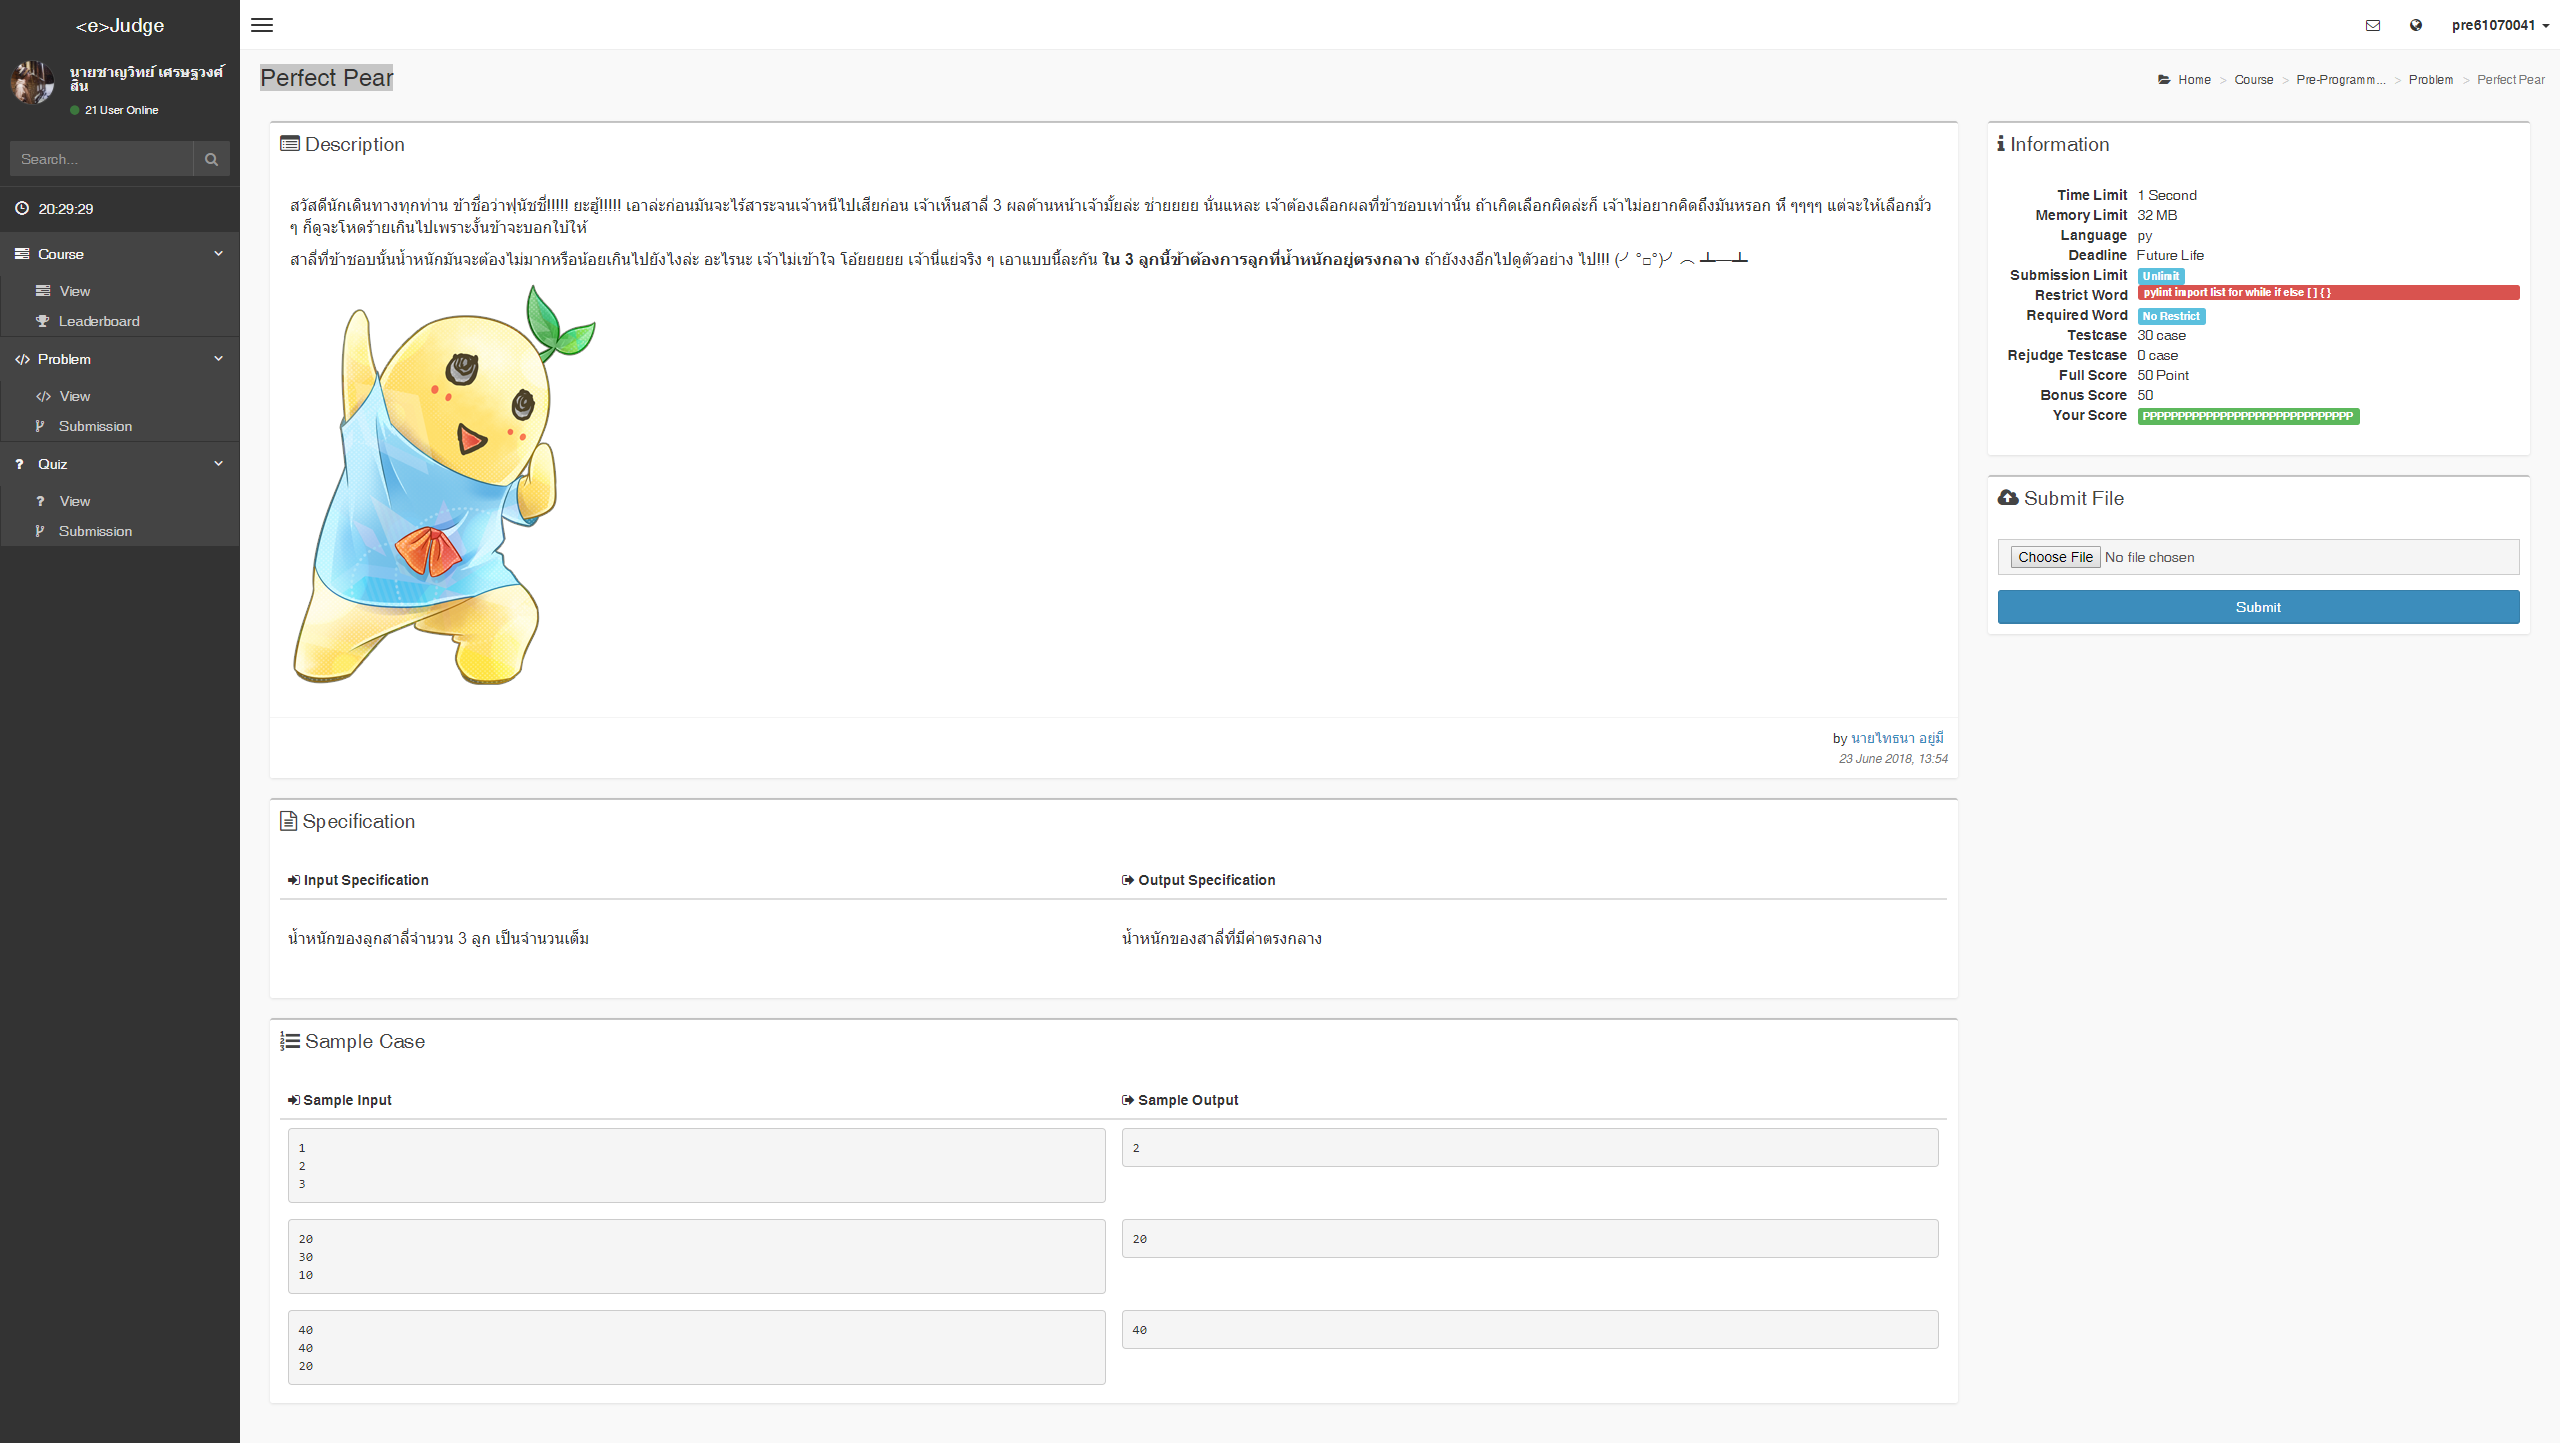 <e>Judge
pre61070041
นายชาญวิทย์ เศรษฐวงศ์
สิน
21 User Online
Search...
20:29:29
Course
View
Leaderboard
Problem
View
Submission
Quiz
View
Submission
Perfect Pear
Home > Course > Pre-Programm... > Problem > Perfect Pear
Description
สวัสดีนักเดินทางทุกท่าน ข้าชื่อว่าฟุนัชชี่!!!!! ยะฮู้!!!!! เอาล่ะก่อนมันจะไร้สาระจนเจ้าหนีไปเสียก่อน เจ้าเห็นสาลี่ 3 ผลด้านหน้าเจ้ามั้ยล่ะ ช่ายยยย นั่นแหละ เจ้าต้องเลือกผลที่ข้าชอบเท่านั้น ถ้าเกิดเลือกผิดล่ะก็ เจ้าไม่อยากคิดถึงมันหรอก หึ ๆๆๆๆ แต่จะให้เลือกมั่ว
ๆ ก็ดูจะโหดร้ายเกินไปเพราะงั้นข้าจะบอกใบ้ให้
สาลี่ที่ข้าชอบนั้นน้ำหนักมันจะต้องไม่มากหรือน้อยเกินไปยังไงล่ะ อะไรนะ เจ้าไม่เข้าใจ โอ้ยยยยย เจ้านี่แย่จริง ๆ เอาแบบนี้ละกัน ใน 3 ลูกนี้ข้าต้องการลูกที่น้ำหนักอยู่ตรงกลาง ถ้ายังงงอีกไปดูตัวอย่าง ไป!!! (╯°□°)╯︵ ┻━┻
by นายไทธนา อยู่มี
23 June 2018, 13:54
Information
Time Limit 1 Second
Memory Limit 32 MB
Language py
Deadline Future Life
Submission Limit Unlimit
Restrict Word pylint import list for while if else [ ] { }
Required Word No Restrict
Testcase 30 case
Rejudge Testcase 0 case
Full Score 50 Point
Bonus Score 50
Your Score PPPPPPPPPPPPPPPPPPPPPPPPPPPPPP
Submit File
Choose File No file chosen
Submit
Specification
Input Specification
Output Specification
น้ำหนักของลูกสาลี่จำนวน 3 ลูก เป็นจำนวนเต็ม
น้ำหนักของสาลี่ที่มีค่าตรงกลาง
Sample Case
Sample Input
Sample Output
1
2
3
2
20
30
10
20
40
40
20
40